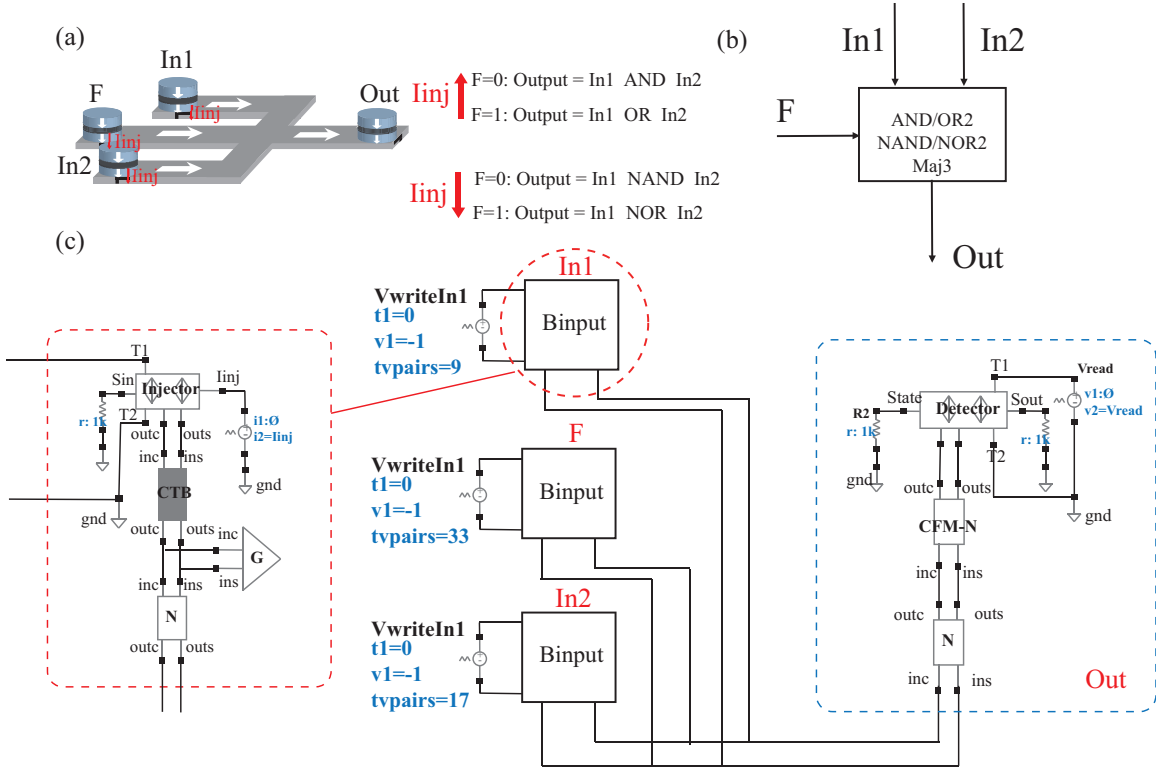 (a)
In1
F
Out
In2
Iinj
Iinj
Iinj
Iinj
F=0: Output = In1 AND In2
F=1: Output = In1 OR In2
Iinj
F=0: Output = In1 NAND In2
F=1: Output = In1 NOR In2
(b)
In1
In2
F
AND/OR2
NAND/NOR2
Maj3
Out
(c)
T1
Sin
Injector
Iinj
r: 1k
T2
outc
outs
i1:Ø
i2=Iinj
inc
ins
gnd
CTB
gnd
outc
outs
inc
G
ins
inc
ins
N
outc
outs
In1
VwriteIn1
t1=0
v1=-1
tvpairs=9
Binput
F
VwriteIn1
t1=0
v1=-1
tvpairs=33
Binput
In2
VwriteIn1
t1=0
v1=-1
tvpairs=17
Binput
T1
Vread
State
Detector
Sout
v1:Ø
v2=Vread
R2
r: 1k
r: 1k
T2
gnd
outc
outs
gnd
CFM-N
inc
ins
outc
outs
N
inc
ins
Out